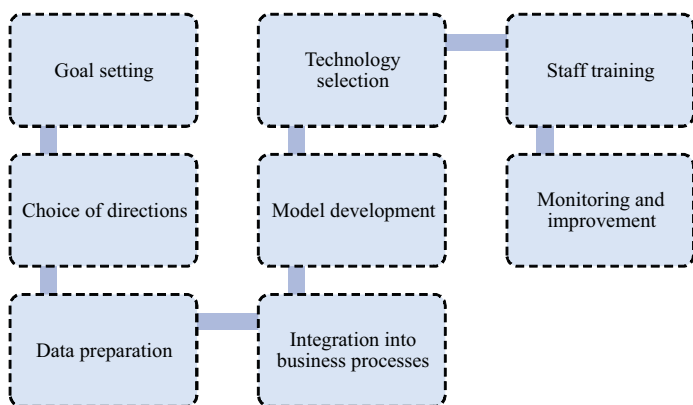 Goal setting
Choice of directions
Data preparation
Integration into
business processes
Model development
Technology
selection
Staff training
Monitoring and
improvement